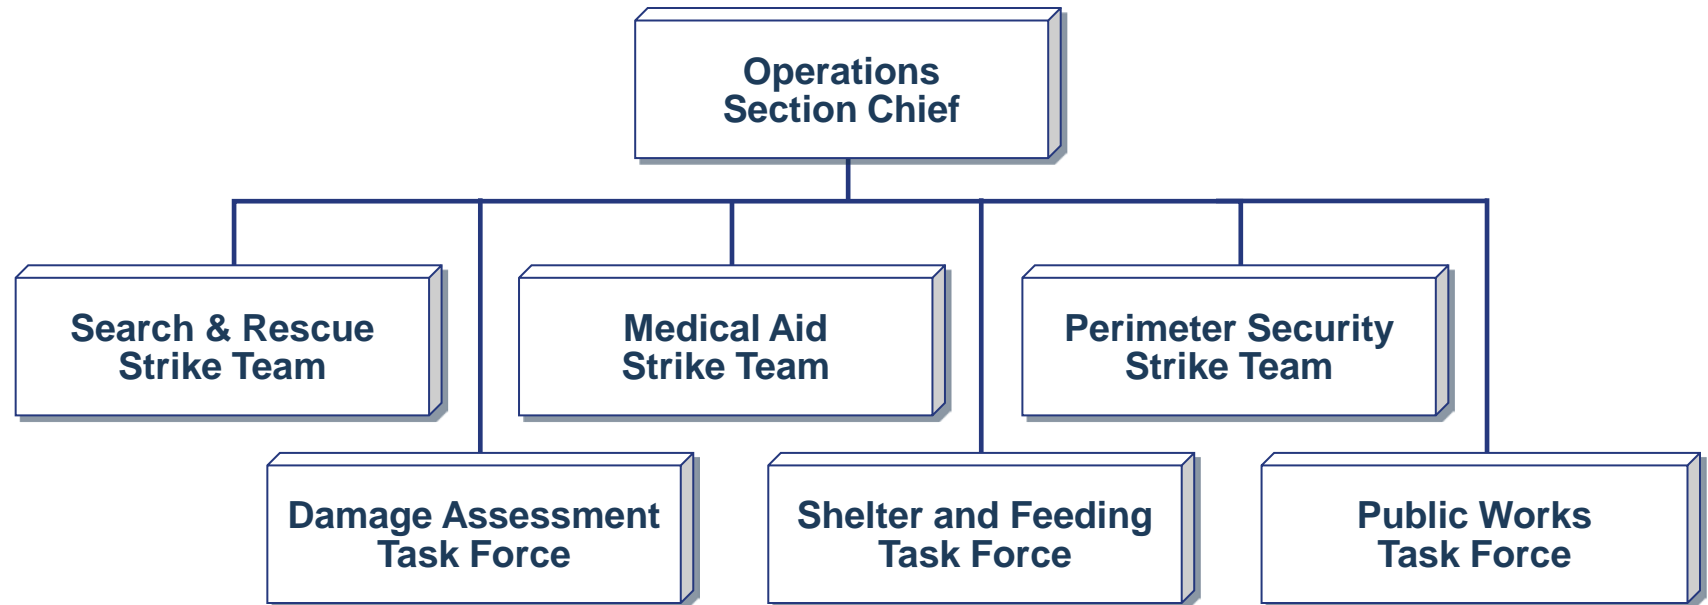 Operations
Section Chief
Search & Rescue
Strike Team
Medical Aid
Strike Team
Perimeter Security
Strike Team
Damage Assessment
Task Force
Shelter and Feeding
Task Force
Public Works
Task Force